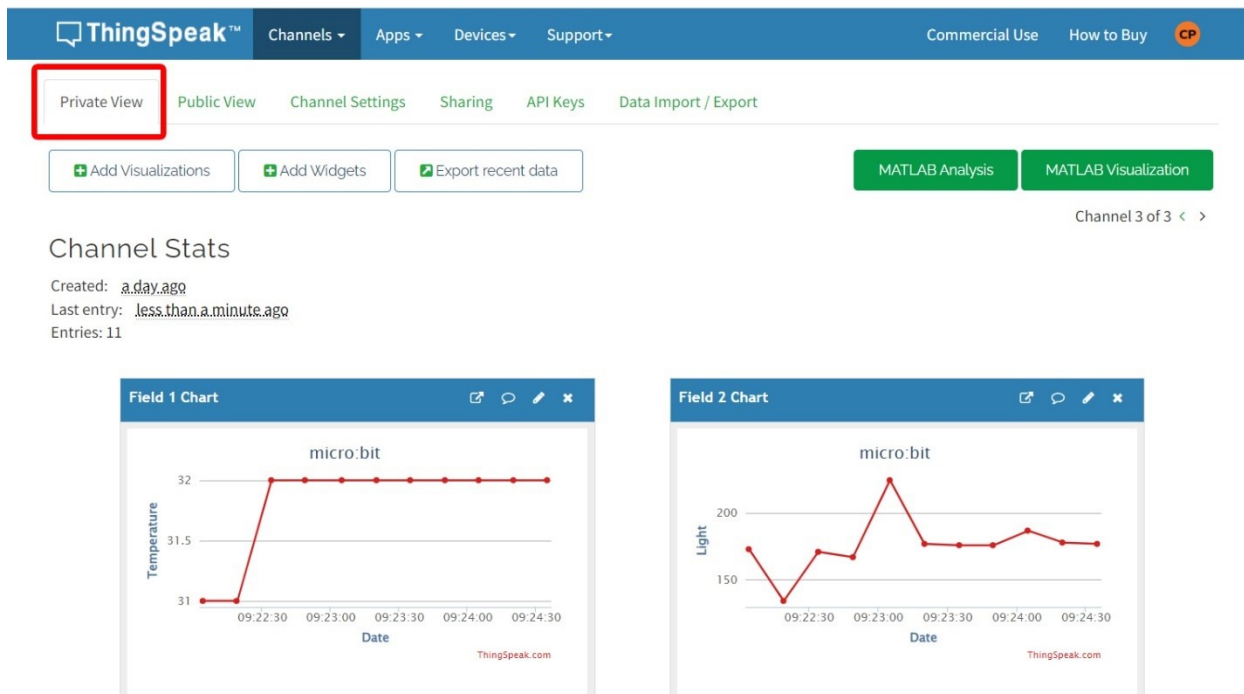 ThingSpeak™ Channels Apps Devices Support Commercial Use How to Buy CP
Private View Public View Channel Settings Sharing API Keys Data Import / Export
Add Visualizations Add Widgets Export recent data MATLAB Analysis MATLAB Visualization
Channel 3 of 3 < >
Channel Stats
Created: a day ago
Last entry: less than a minute ago
Entries: 11
Field 1 Chart
micro:bit
Temperature
32
31.5
31
09:22:30 09:23:00 09:23:30 09:24:00 09:24:30
Date
ThingSpeak.com
Field 2 Chart
micro:bit
Light
200
150
09:22:30 09:23:00 09:23:30 09:24:00 09:24:30
Date
ThingSpeak.com